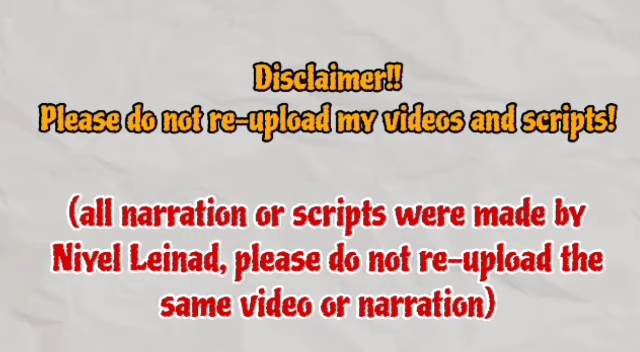 Disclaimer!!
Please do not re-upload my videos and scripts!
(all narration or scripts were made by
Niyel Leinad, please do not re-upload the
same video or narration)